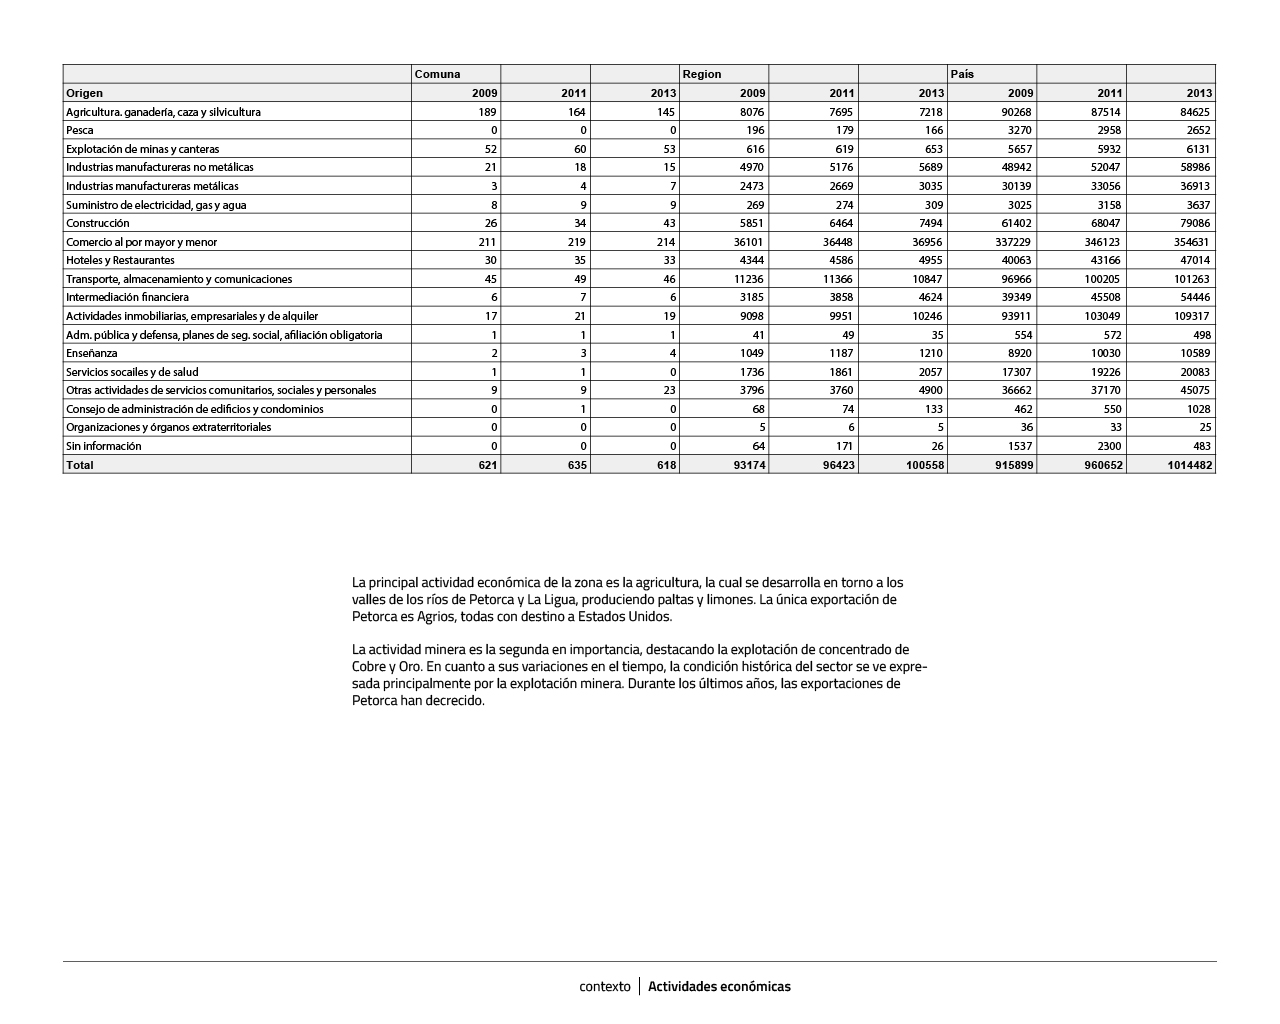 Comuna Region País
Origen 2009 2011 2013 2009 2011 2013 2009 2011 2013
Agricultura. ganadería, caza y silvicultura 189 164 145 8076 7695 7218 90268 87514 84625
Pesca 0 0 0 196 179 166 3270 2958 2652
Explotación de minas y canteras 52 60 53 616 619 653 5657 5932 6131
Industrias manufactureras no metálicas 21 18 15 4970 5176 5689 48942 52047 58986
Industrias manufactureras metálicas 3 4 7 2473 2669 3035 30139 33056 36913
Suministro de electricidad, gas y agua 8 9 9 269 274 309 3025 3158 3637
Construcción 26 34 43 5851 6464 7494 61402 68047 79086
Comercio al por mayor y menor 211 219 214 36101 36448 36956 337229 346123 354631
Hoteles y Restaurantes 30 35 33 4344 4586 4955 40063 43166 47014
Transporte, almacenamiento y comunicaciones 45 49 46 11236 11366 10847 96966 100205 101263
Intermediación financiera 6 7 6 3185 3858 4624 39349 45508 54446
Actividades inmobiliarias, empresariales y de alquiler 17 21 19 9098 9951 10246 93911 103049 109317
Adm. pública y defensa, planes de seg. social, afiliación obligatoria 1 1 1 41 49 35 554 572 498
Enseñanza 2 3 4 1049 1187 1210 8920 10030 10589
Servicios socailes y de salud 1 1 0 1736 1861 2057 17307 19226 20083
Otras actividades de servicios comunitarios, sociales y personales 9 9 23 3796 3760 4900 36662 37170 45075
Consejo de administración de edificios y condominios 0 1 0 68 74 133 462 550 1028
Organizaciones y órganos extraterritoriales 0 0 0 5 6 5 36 33 25
Sin información 0 0 0 64 171 26 1537 2300 483
Total 621 635 618 93174 96423 100558 915899 960652 1014482
La principal actividad económica de la zona es la agricultura, la cual se desarrolla en torno a los
valles de los ríos de Petorca y La Ligua, produciendo paltas y limones. La única exportación de
Petorca es Agrios, todas con destino a Estados Unidos.
La actividad minera es la segunda en importancia, destacando la explotación de concentrado de
Cobre y Oro. En cuanto a sus variaciones en el tiempo, la condición histórica del sector se ve expre-
sada principalmente por la explotación minera. Durante los últimos años, las exportaciones de
Petorca han decrecido.
contexto | Actividades económicas